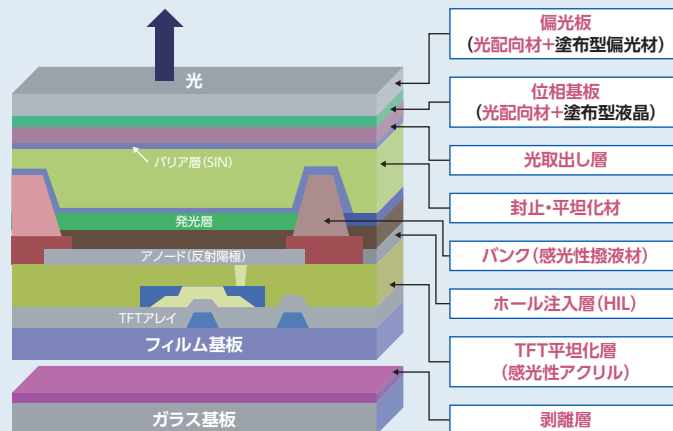 光
バリア層(SIN)
発光層
アノード(反射陽極)
TFTアレイ
フィルム基板
ガラス基板
偏光板
(光配向材+塗布型偏光材)
位相基板
(光配向材+塗布型液晶)
光取出し層
封止・平坦化材
バンク(感光性撥液材)
ホール注入層(HIL)
TFT平坦化層
(感光性アクリル)
剥離層